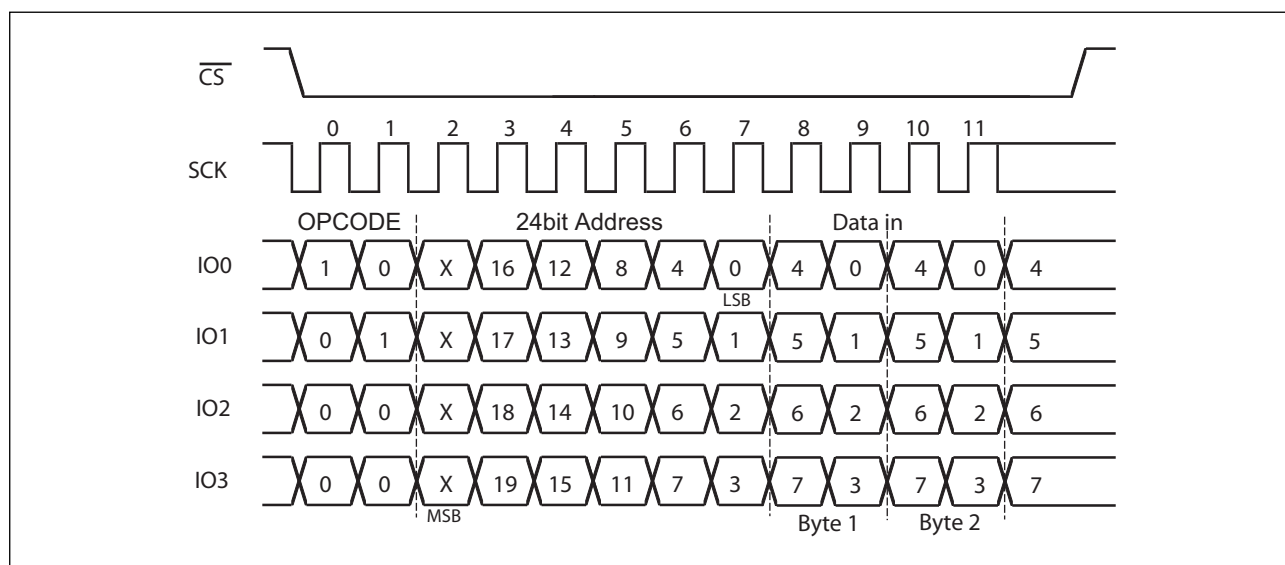 CS
0 1 2 3 4 5 6 7 8 9 10 11
SCK
OPCODE 24bit Address Data in
IO0 1 0 X 16 12 8 4 0 4 0 4 0 4
LSB
IO1 0 1 X 17 13 9 5 1 5 1 5 1 5
IO2 0 0 X 18 14 10 6 2 6 2 6 2 6
IO3 0 0 X 19 15 11 7 3 7 3 7 3 7
MSB
Byte 1 Byte 2